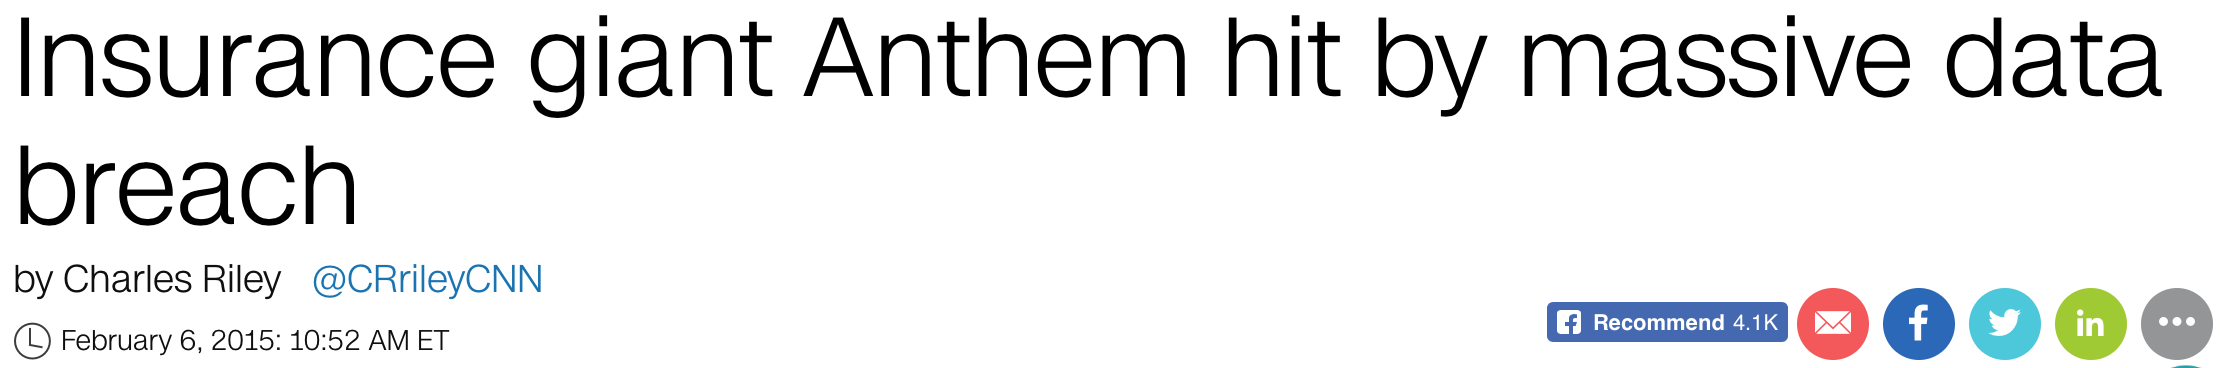 Insurance giant Anthem hit by massive data
breach
by Charles Riley @CRrileyCNN
February 6, 2015: 10:52 AM ET
Recommend 4.1K